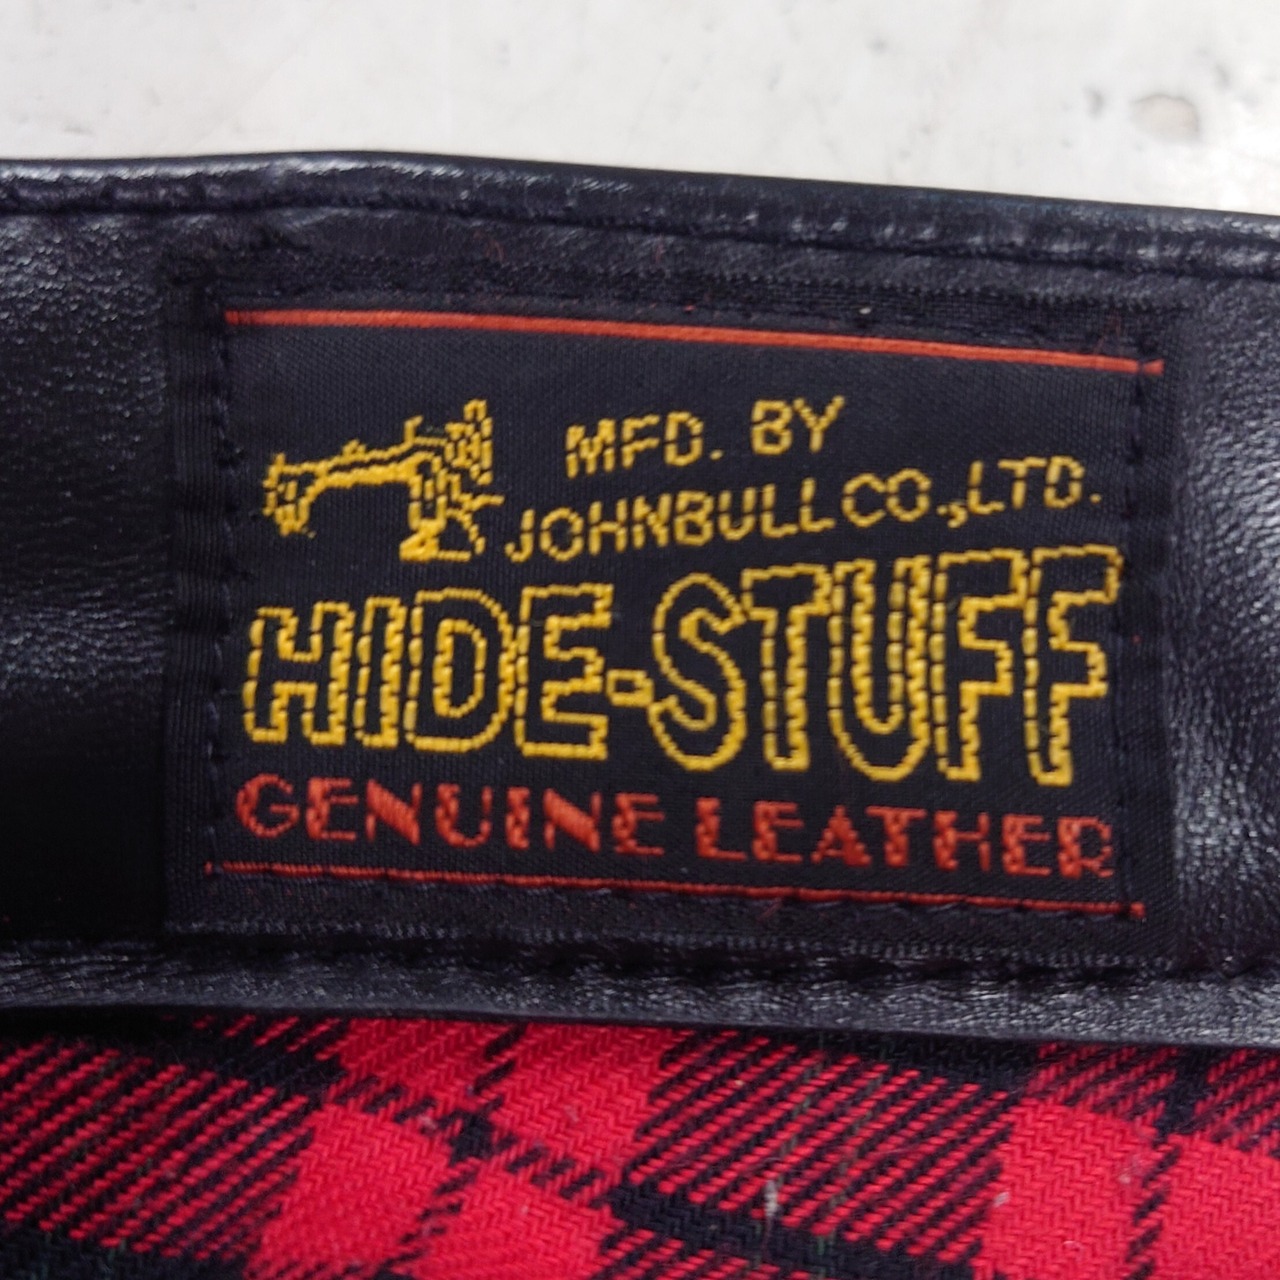 MFD. BY
JOHNBULL CO.,LTD.
HIDE-STUFF
GENUINE LEATHER